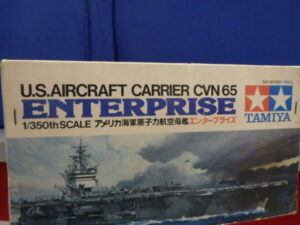 U.S. AIRCRAFT CARRIER CVN 65
ENTERPRISE
1/350th SCALE アメリカ海軍原子力航空母艦エンタープライズ
TAMIYA